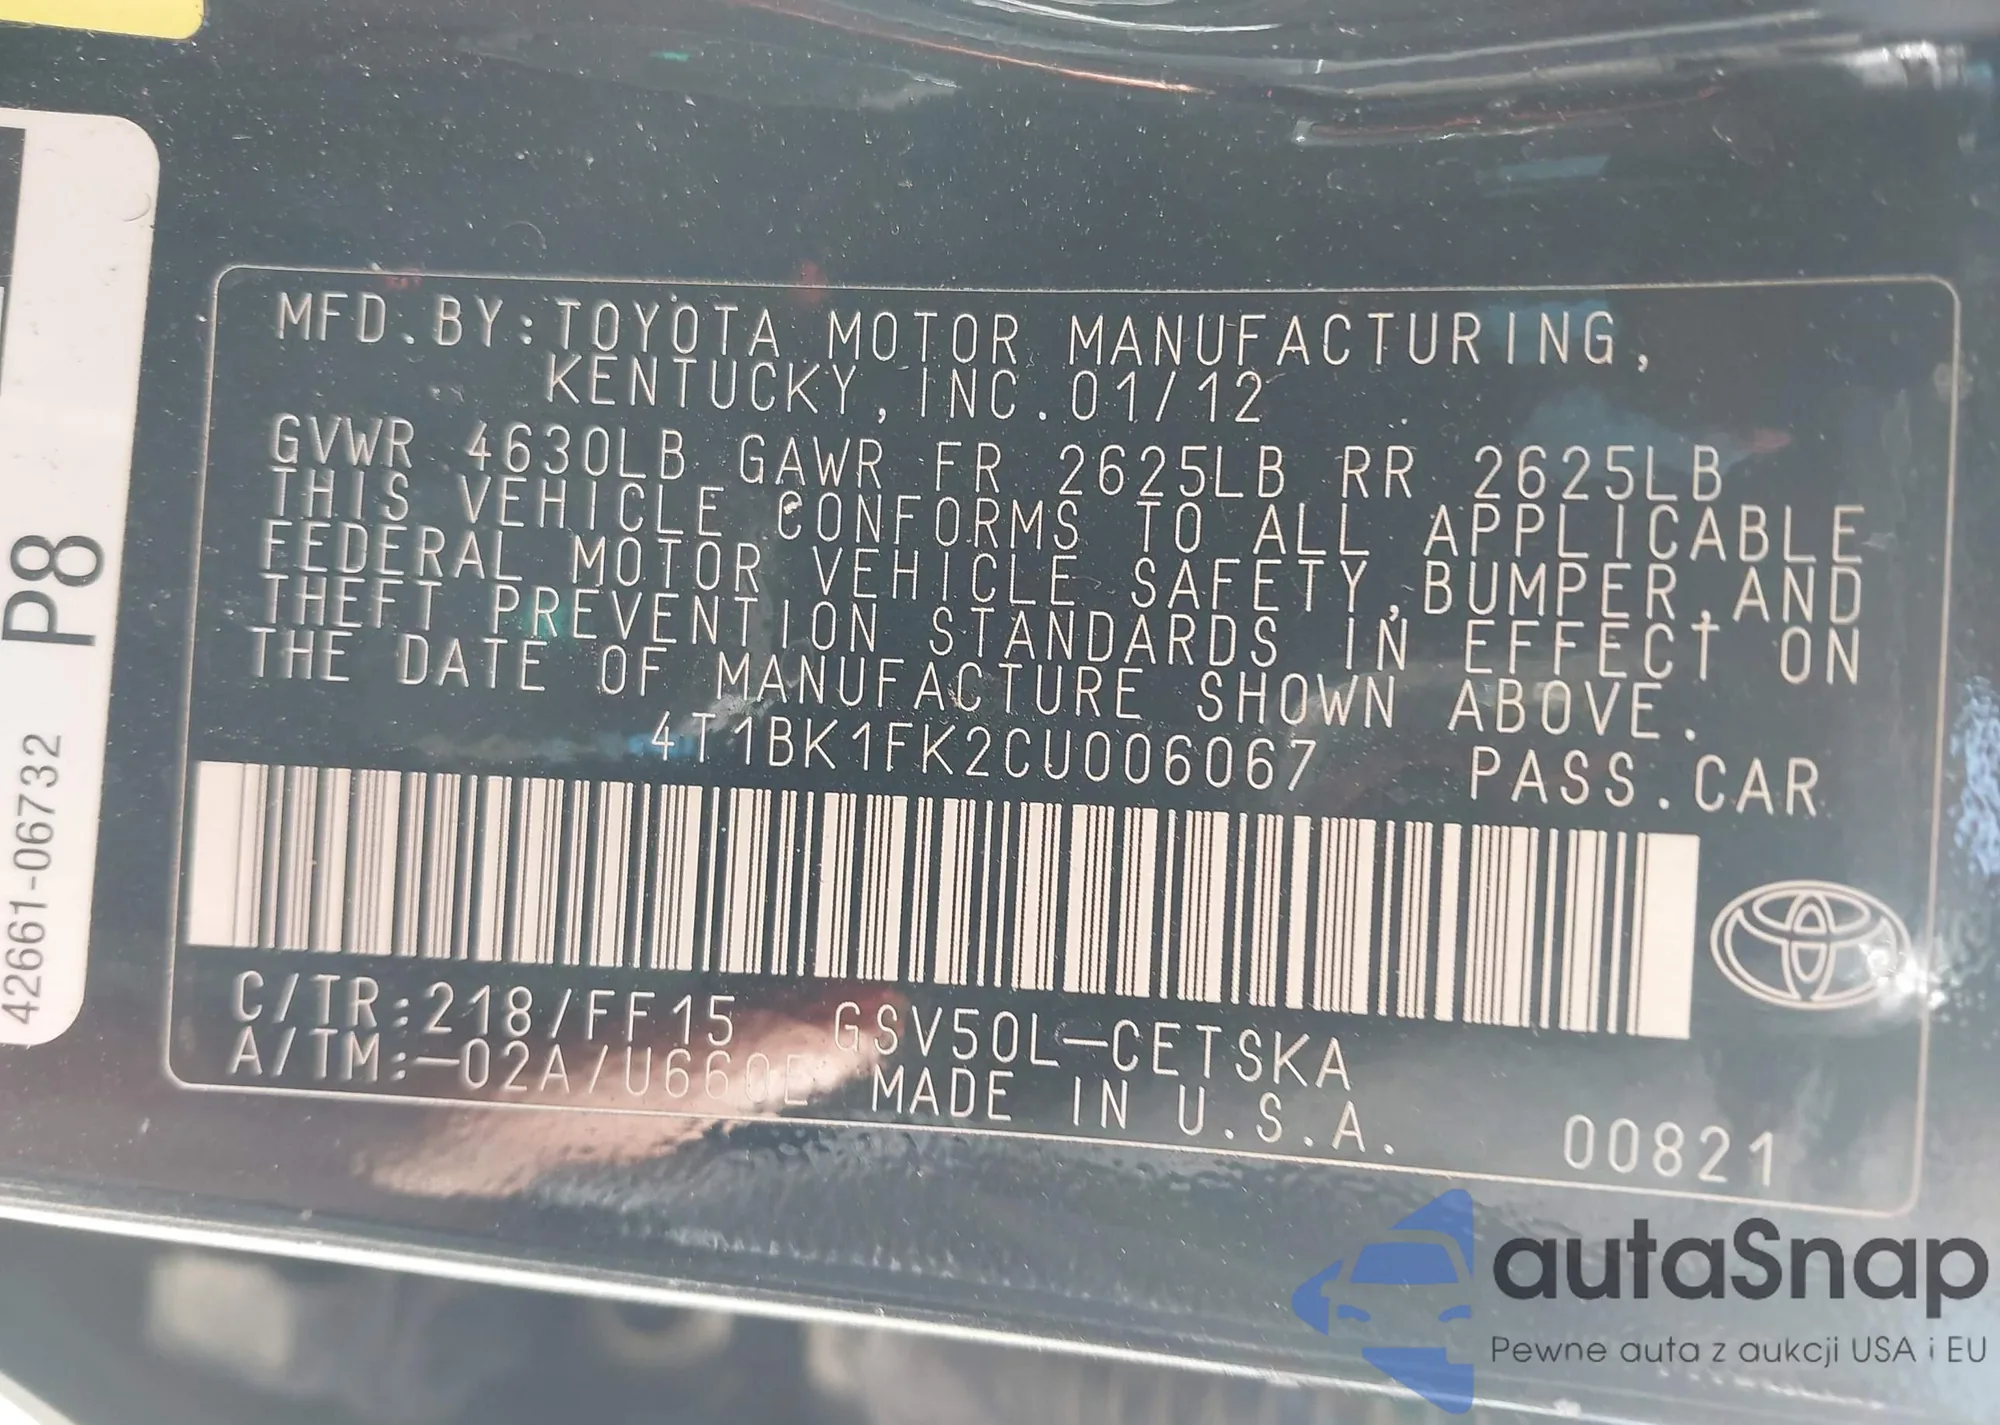 MFD.BY:TOYOTA MOTOR MANUFACTURING,
KENTUCKY, INC. 01/12
GVWR 4630LB GAWR FR 2625LB RR 2625LB
THIS VEHICLE CONFORMS TO ALL APPLICABLE
FEDERAL MOTOR VEHICLE SAFETY,BUMPER,AND
THEFT PREVENTION STANDARDS IN EFFECT ON
THE DATE OF MANUFACTURE SHOWN ABOVE.
4T1BK1FK2CU006067 PASS.CAR
C/TR:218/FF15 GSV50L-CETSKA
A/TM:-02A/U660E MADE IN U.S.A.
00821
P8
42661-06732
autaSnap
Pewne auta z aukcji USA i EU